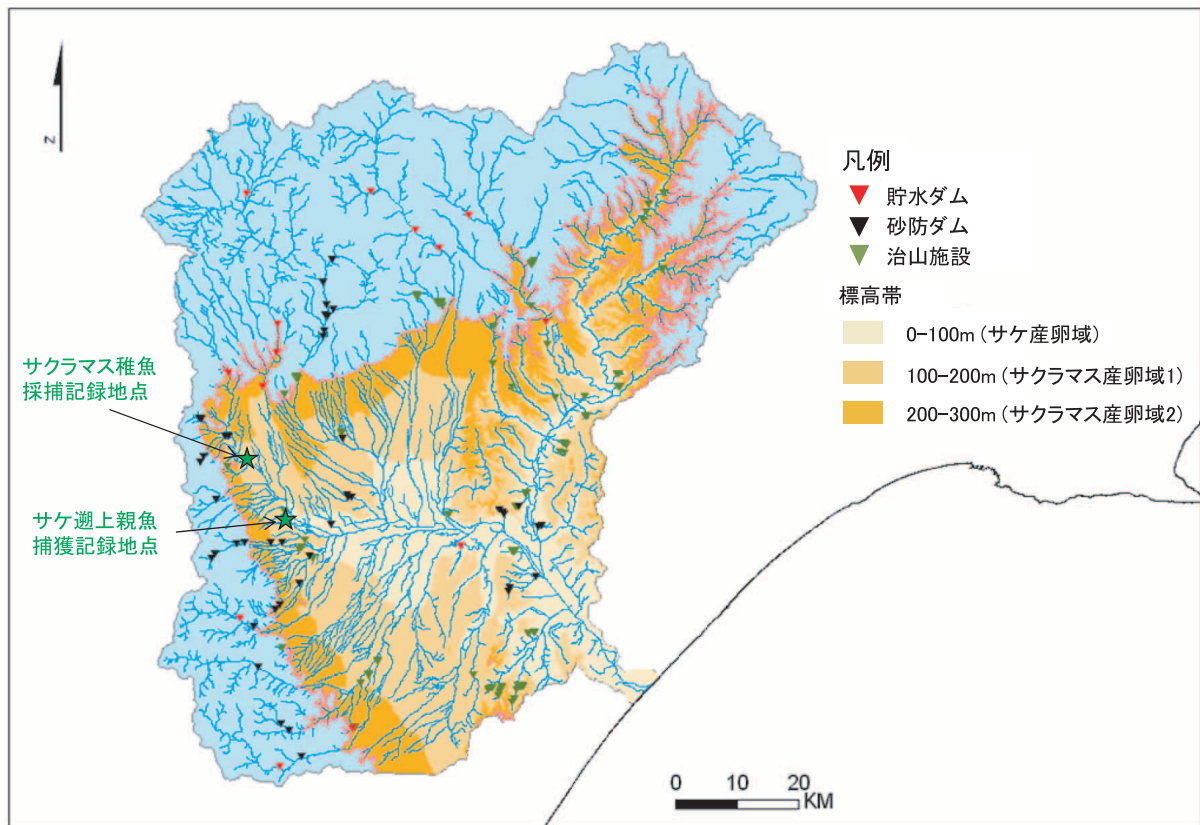 N
凡例
貯水ダム
砂防ダム
治山施設
標高帯
0-100m(サケ産卵域)
100-200m(サクラマス産卵域1)
200-300m(サクラマス産卵域2)
サクラマス稚魚
採捕記録地点
サケ遡上親魚
捕獲記録地点
0 10 20
KM